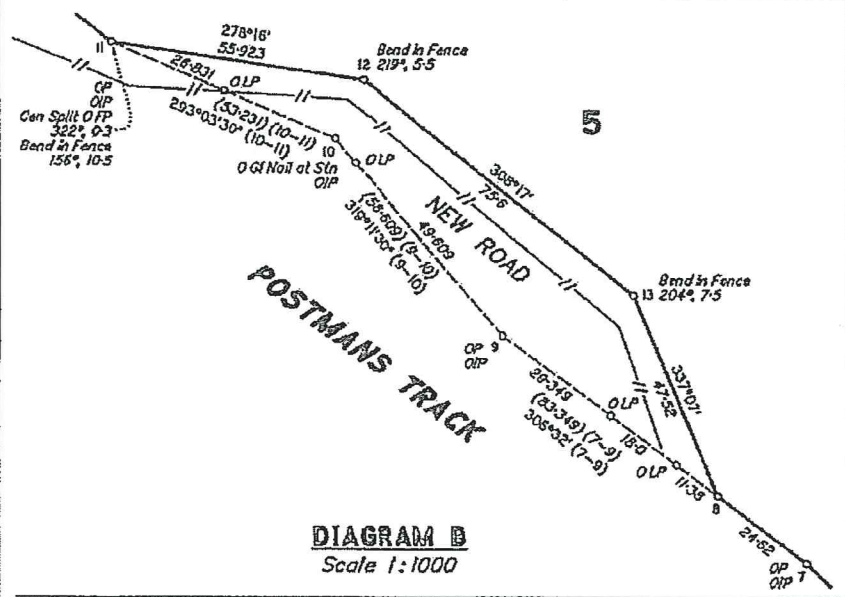 278°16'
55·923
11
12
Bend in Fence
219°, 5·5
26·831
OLP
5
OP
OIP
Cen Split OFP
322°, 0·3
Bend in Fence
156°, 10·5
(53·231) (10-11)
293°03'30" (10-11)
10
OLP
O GI Nail at Stn
OIP
308°17'
75·6
NEW ROAD
49·609
(58·609) (9-10)
319°11'30" (9-10)
13
Bend in Fence
204°, 7·5
POSTMANS TRACK
9
OP
OIP
29·349
(83·349) (7-9)
306°32' (7-9)
OLP
18·0
337°07'
47·52
OLP
11·38
8
24·62
OP
OIP
7
DIAGRAM B
Scale 1:1000